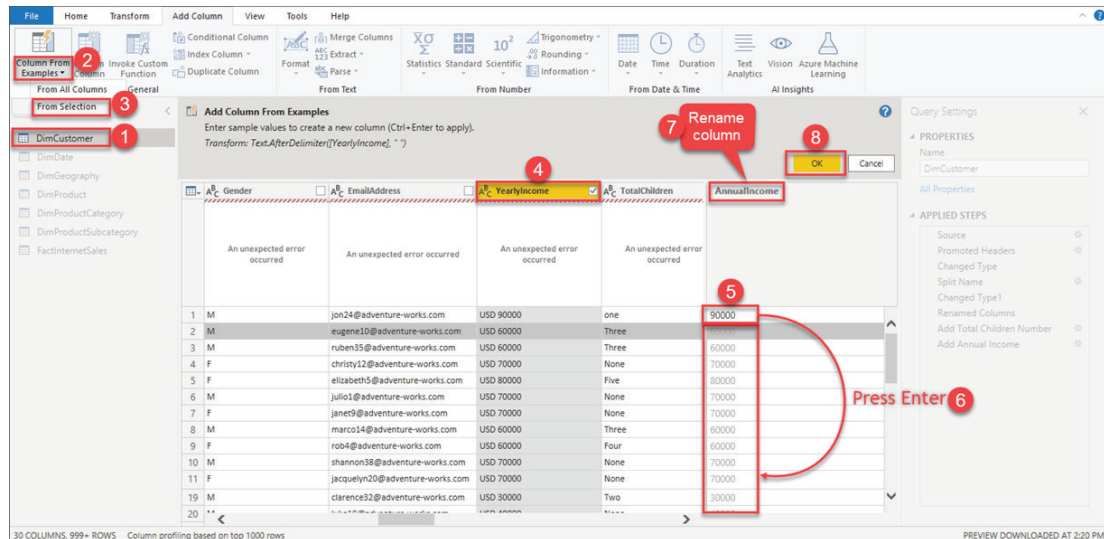 File Home Transform Add Column View Tools Help
Column From Examples
2
Column
Invoke Custom Function
Conditional Column
Index Column
Duplicate Column
General
From All Columns
From Selection
3
Format
Merge Columns
Extract
Parse
From Text
Statistics
Standard
Scientific
Trigonometry
Rounding
Information
From Number
Date
Time
Duration
From Date & Time
Text Analytics
Vision
Azure Machine Learning
AI Insights
DimCustomer
1
DimDate
DimGeography
DimProduct
DimProductCategory
DimProductSubcategory
FactInternetSales
Add Column From Examples
Enter sample values to create a new column (Ctrl+Enter to apply).
Transform: Text.AfterDelimiter([YearlyIncome], " ")
7
Rename column
8
OK Cancel
4
Gender EmailAddress YearlyIncome TotalChildren AnnualIncome
An unexpected error occurred
An unexpected error occurred
An unexpected error occurred
An unexpected error occurred
5
1 M jon24@adventure-works.com USD 90000 one 90000
2 M eugene10@adventure-works.com USD 60000 Three 60000
3 M ruben35@adventure-works.com USD 60000 Three 60000
4 F christy12@adventure-works.com USD 70000 None 70000
5 F elizabeth5@adventure-works.com USD 80000 Five 80000
6 M julio1@adventure-works.com USD 70000 None 70000
7 F janet9@adventure-works.com USD 70000 None 70000
8 M marco14@adventure-works.com USD 60000 Three 60000
9 F rob4@adventure-works.com USD 60000 Four 60000
10 M shannon38@adventure-works.com USD 70000 None 70000
11 F jacquelyn20@adventure-works.com USD 70000 None 70000
19 M clarence32@adventure-works.com USD 30000 Two 30000
20
Press Enter 6
Query Settings
PROPERTIES
Name
DimCustomer
All Properties
APPLIED STEPS
Source
Promoted Headers
Changed Type
Split Name
Changed Type1
Renamed Columns
Add Total Children Number
Add Annual Income
30 COLUMNS, 999+ ROWS Column profiling based on top 1000 rows
PREVIEW DOWNLOADED AT 2:20 PM